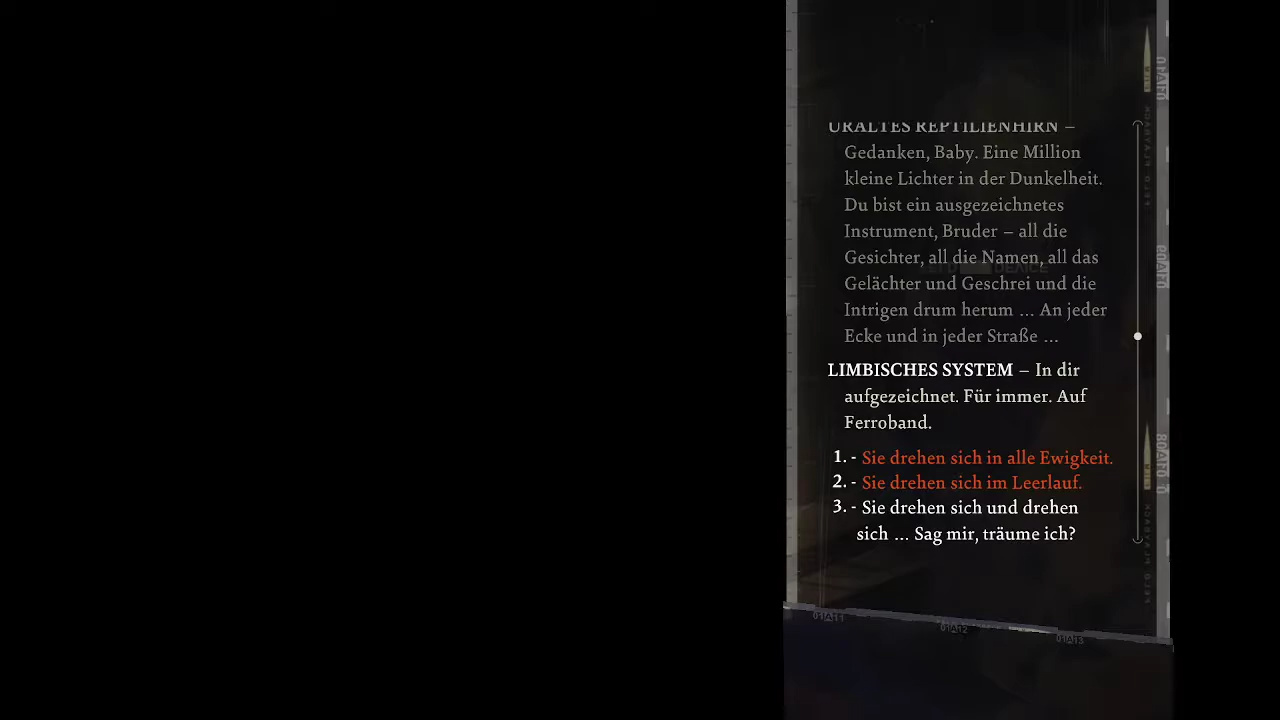 URALTES REPTILIENHIRN –
Gedanken, Baby. Eine Million
kleine Lichter in der Dunkelheit.
Du bist ein ausgezeichnetes
Instrument, Bruder – all die
Gesichter, all die Namen, all das
Gelächter und Geschrei und die
Intrigen drum herum ... An jeder
Ecke und in jeder Straße ...
LIMBISCHES SYSTEM – In dir
aufgezeichnet. Für immer. Auf
Ferroband.
1. - Sie drehen sich in alle Ewigkeit.
2. - Sie drehen sich im Leerlauf.
3. - Sie drehen sich und drehen
sich ... Sag mir, träume ich?